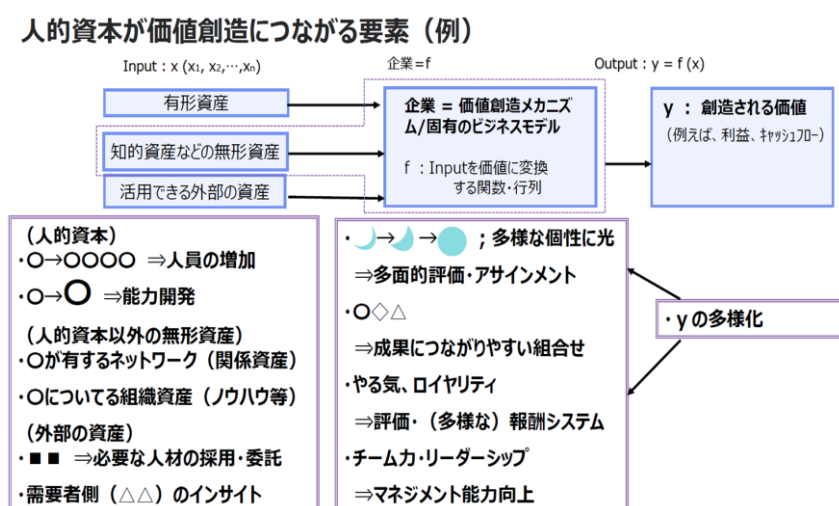 人的資本が価値創造につながる要素（例）
Input : x (x₁, x₂,⋯,xₙ)
企業=f
Output : y = f (x)
有形資産
知的資産などの無形資産
活用できる外部の資産
企業 = 価値創造メカニズ
ム/固有のビジネスモデル
f ：Inputを価値に変換
する関数・行列
y ： 創造される価値
（例えば、利益、ｷｬｯｼｭﾌﾛｰ）
（人的資本）
・〇→〇〇〇〇 ⇒人員の増加
・〇→〇 ⇒能力開発
（人的資本以外の無形資産）
・〇が有するネットワーク（関係資産）
・〇についてる組織資産（ノウハウ等）
（外部の資産）
・■ ■ ⇒必要な人材の採用・委託
・需要者側（△△）のインサイト
・→→；多様な個性に光
⇒多面的評価・アサインメント
・〇◇△
⇒成果につながりやすい組合せ
・やる気、ロイヤリティ
⇒評価・（多様な）報酬システム
・チーム力・リーダーシップ
⇒マネジメント能力向上
・y の多様化